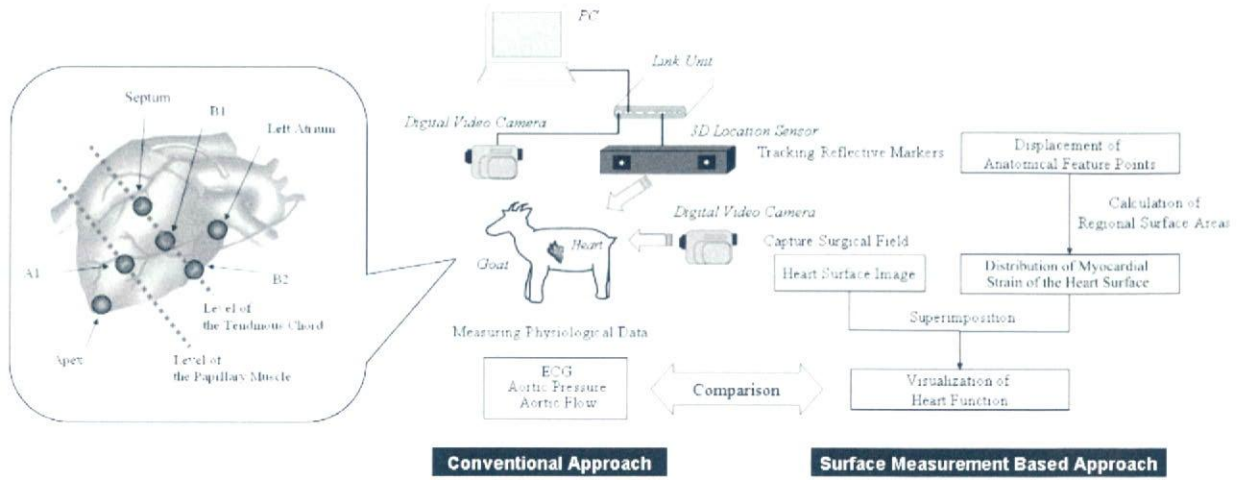 PC
Link Unit
Septum
B1
Left Atrium
Digital Video Camera
3D Location Sensor
Tracking Reflective Markers
Displacement of
Anatomical Feature Points
Calculation of
Regional Surface Areas
Digital Video Camera
Capture Surgical Field
Heart
Goat
Heart Surface Image
Distribution of Myocardial
Strain of the Heart Surface
A1
B2
Level of
the Tendinous Chord
Superimposition
Measuring Physiological Data
Apex
Level of
the Papillary Muscle
ECG
Aortic Pressure
Aortic Flow
Comparison
Visualization of
Heart Function
Conventional Approach
Surface Measurement Based Approach